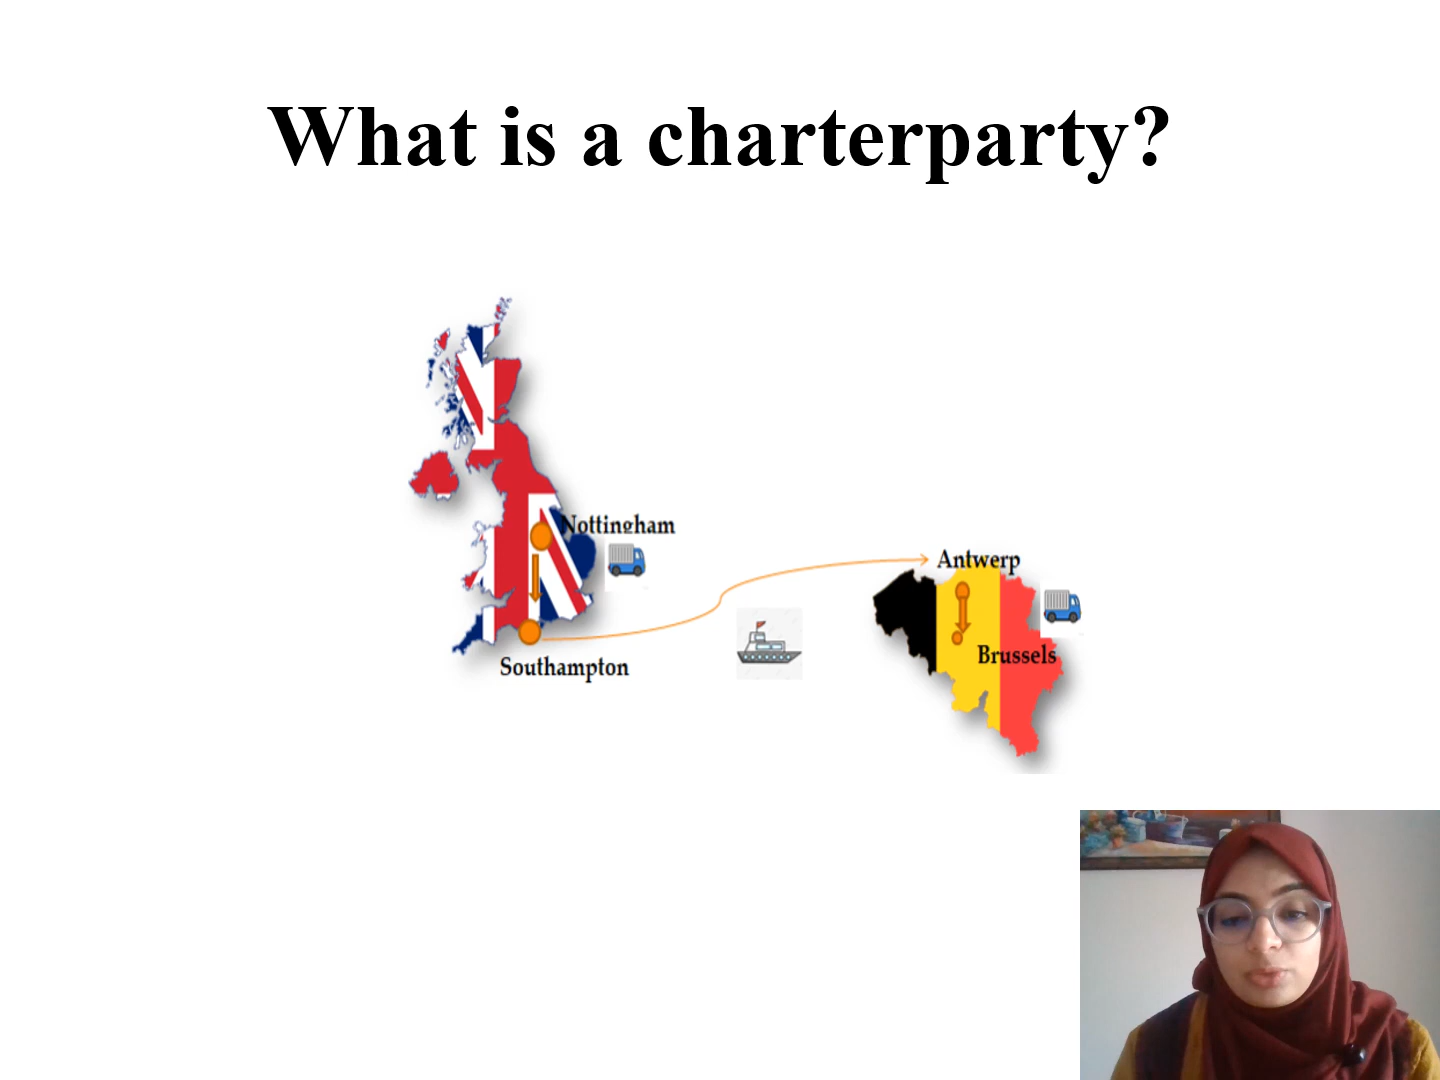 What is a charterparty?
Nottingham
Antwerp
Brussels
Southampton